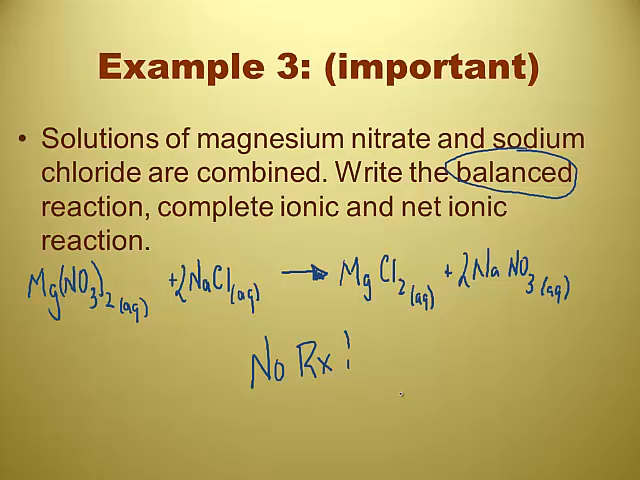 Example 3: (important)
• Solutions of magnesium nitrate and sodium
chloride are combined. Write the balanced
reaction, complete ionic and net ionic
reaction.
Mg(NO3)2(aq) + 2NaCl(aq) → MgCl2(aq) + 2NaNO3(aq)
No Rx!